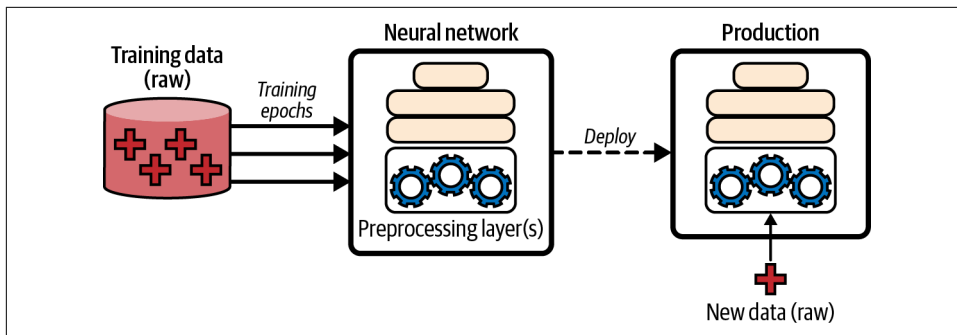 Training data
(raw)
Training
epochs
Neural network
Preprocessing layer(s)
Deploy
Production
New data (raw)